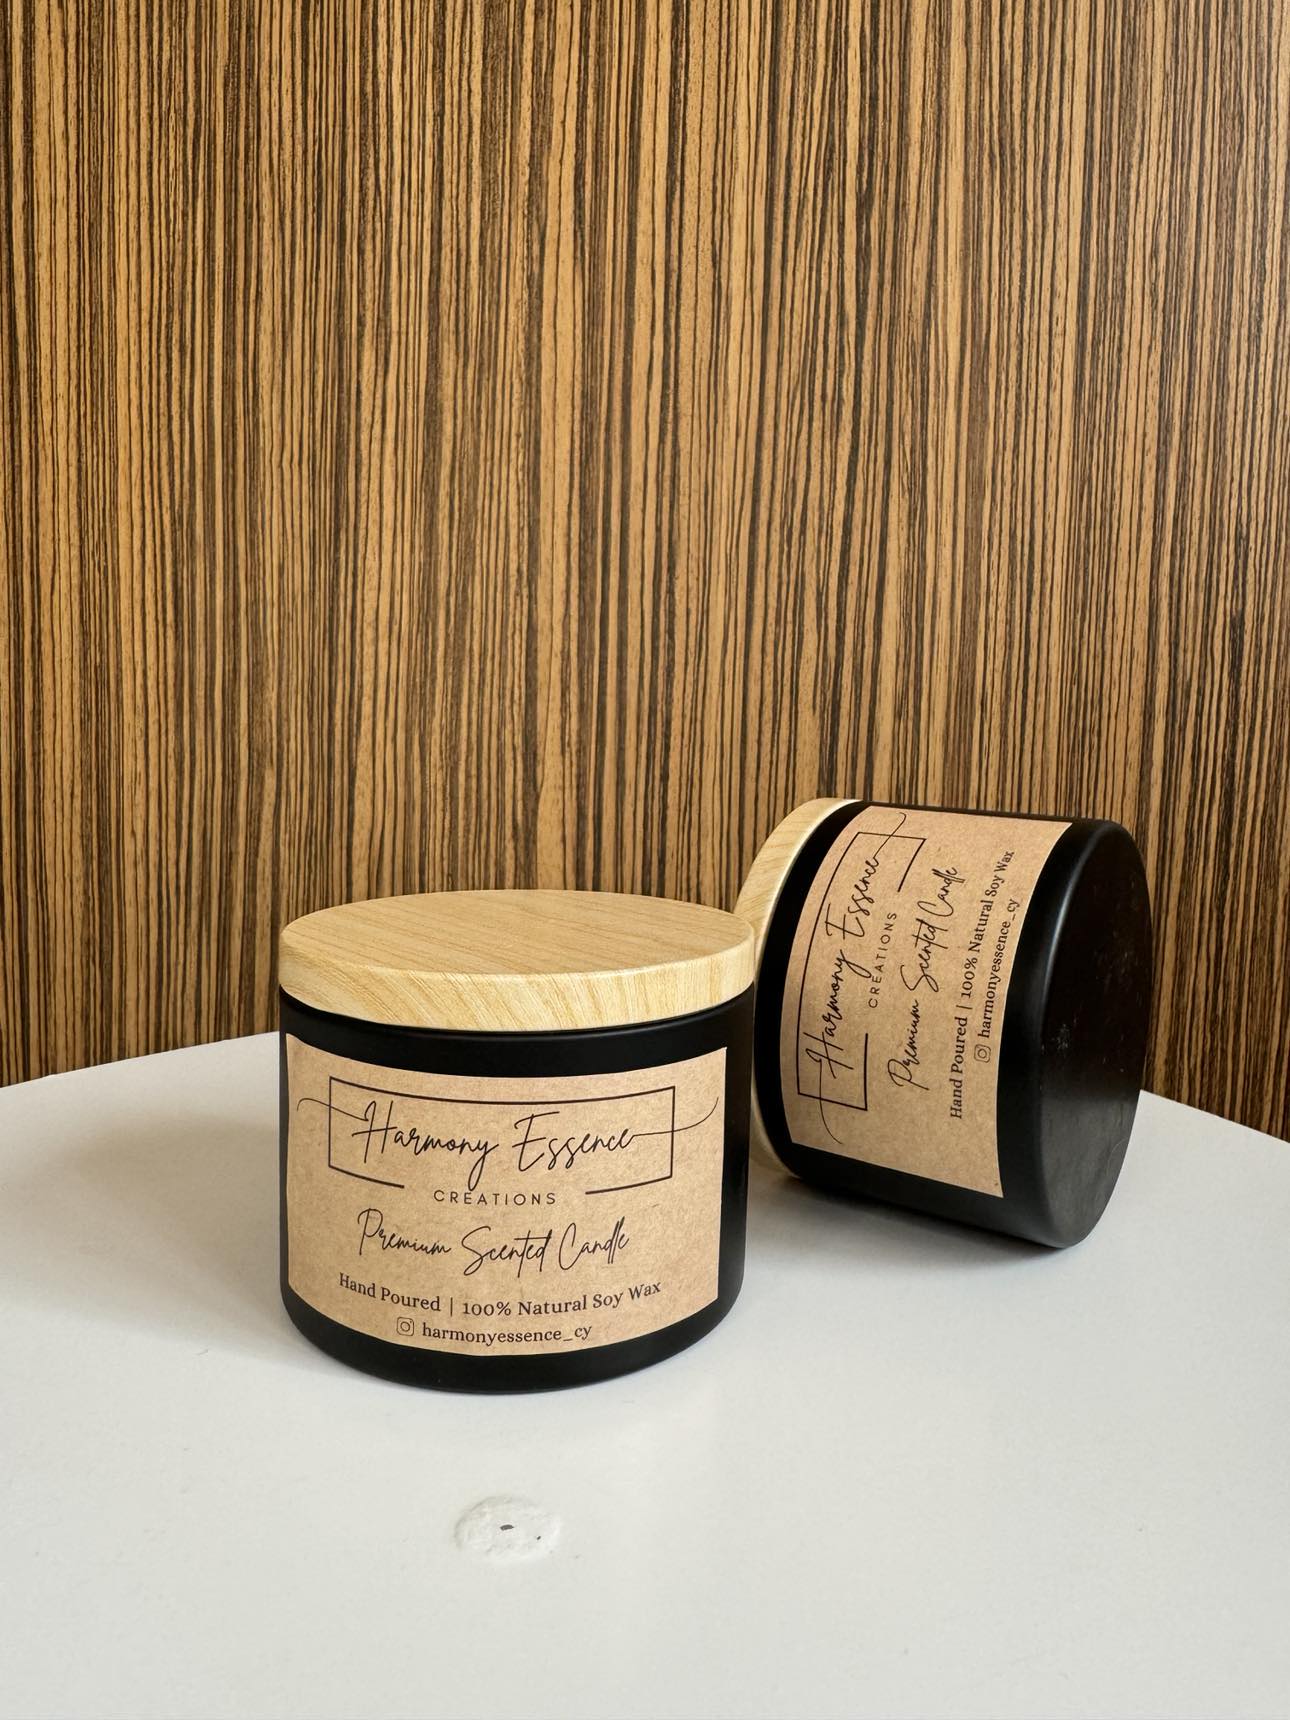 Harmony Essence
CREATIONS
Premium Scented Candle
Hand Poured | 100% Natural Soy Wax
harmonyessence_cy
Harmony Essence
CREATIONS
Premium Scented Candle
Hand Poured | 100% Natural Soy Wax
harmonyessence_cy